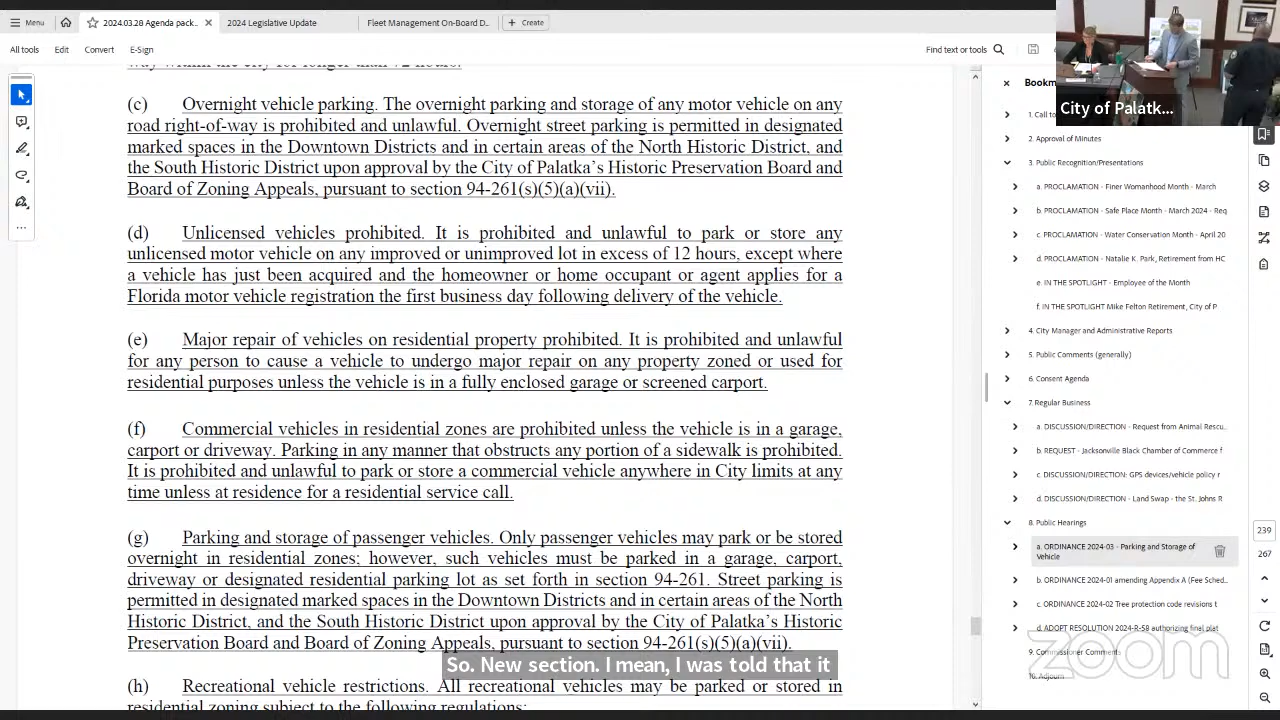 Menu
2024.03.28 Agenda pack...
2024 Legislative Update
Fleet Management On-Board D...
Create
All tools
Edit
Convert
E-Sign
Find text or tools
City of Palatk...
(c) Overnight vehicle parking. The overnight parking and storage of any motor vehicle on any
road right-of-way is prohibited and unlawful. Overnight street parking is permitted in designated
marked spaces in the Downtown Districts and in certain areas of the North Historic District, and
the South Historic District upon approval by the City of Palatka's Historic Preservation Board and
Board of Zoning Appeals, pursuant to section 94-261(s)(5)(a)(vii).
(d) Unlicensed vehicles prohibited. It is prohibited and unlawful to park or store any
unlicensed motor vehicle on any improved or unimproved lot in excess of 12 hours, except where
a vehicle has just been acquired and the homeowner or home occupant or agent applies for a
Florida motor vehicle registration the first business day following delivery of the vehicle.
(e) Major repair of vehicles on residential property prohibited. It is prohibited and unlawful
for any person to cause a vehicle to undergo major repair on any property zoned or used for
residential purposes unless the vehicle is in a fully enclosed garage or screened carport.
(f) Commercial vehicles in residential zones are prohibited unless the vehicle is in a garage,
carport or driveway. Parking in any manner that obstructs any portion of a sidewalk is prohibited.
It is prohibited and unlawful to park or store a commercial vehicle anywhere in City limits at any
time unless at residence for a residential service call.
(g) Parking and storage of passenger vehicles. Only passenger vehicles may park or be stored
overnight in residential zones; however, such vehicles must be parked in a garage, carport,
driveway or designated residential parking lot as set forth in section 94-261. Street parking is
permitted in designated marked spaces in the Downtown Districts and in certain areas of the North
Historic District, and the South Historic District upon approval by the City of Palatka's Historic
Preservation Board and Board of Zoning Appeals, pursuant to section 94-261(s)(5)(a)(vii).
So. New section. I mean, I was told that it
(h) Recreational vehicle restrictions. All recreational vehicles may be parked or stored in
residential zoning subject to the following regulations:
Bookm
1. Call to
2. Approval of Minutes
3. Public Recognition/Presentations
a. PROCLAMATION - Finer Womanhood Month - March
b. PROCLAMATION - Safe Place Month - March 2024 - Req
c. PROCLAMATION - Water Conservation Month - April 20
d. PROCLAMATION - Natalie K. Park, Retirement from HC
e. IN THE SPOTLIGHT - Employee of the Month
f. IN THE SPOTLIGHT Mike Felton Retirement, City of P
4. City Manager and Administrative Reports
5. Public Comments (generally)
6. Consent Agenda
7. Regular Business
a. DISCUSSION/DIRECTION - Request from Animal Rescu...
b. REQUEST - Jacksonville Black Chamber of Commerce f
c. DISCUSSION/DIRECTION: GPS devices/vehicle policy r
d. DISCUSSION/DIRECTION - Land Swap - the St. Johns R
8. Public Hearings
a. ORDINANCE 2024-03 - Parking and Storage of
Vehicle
b. ORDINANCE 2024-01 amending Appendix A (Fee Sched...
c. ORDINANCE 2024-02 Tree protection code revisions t
d. ADOPT RESOLUTION 2024-R-58 authorizing final plat
9. Commissioner Comments
10. Adjourn
zoom
239
267